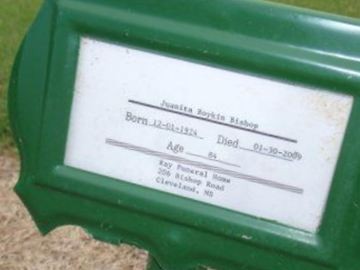 Juanita Boykin Bishop
Born 12-01-1924 Died 01-30-2009
Age 84
Kay Funeral Home
206 Bishop Road
Cleveland, MS